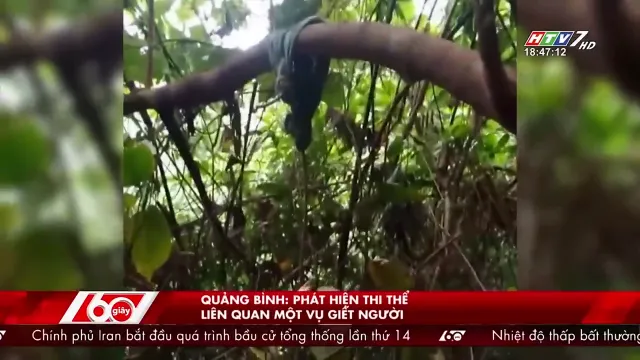 HTV7 HD
18:47:12
60 giây
QUẢNG BÌNH: PHÁT HIỆN THI THỂ
LIÊN QUAN MỘT VỤ GIẾT NGƯỜI
Chính phủ Iran bắt đầu quá trình bầu cử tổng thống lần thứ 14
60
Nhiệt độ thấp bất thường